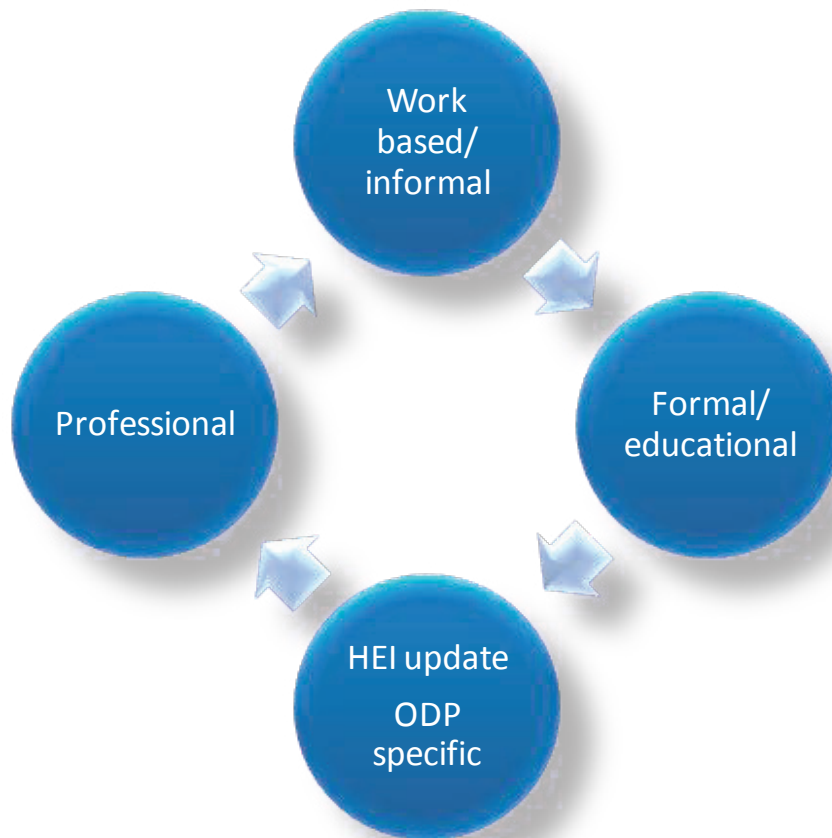 Work
based/
informal
Professional
Formal/
educational
HEI update
ODP
specific